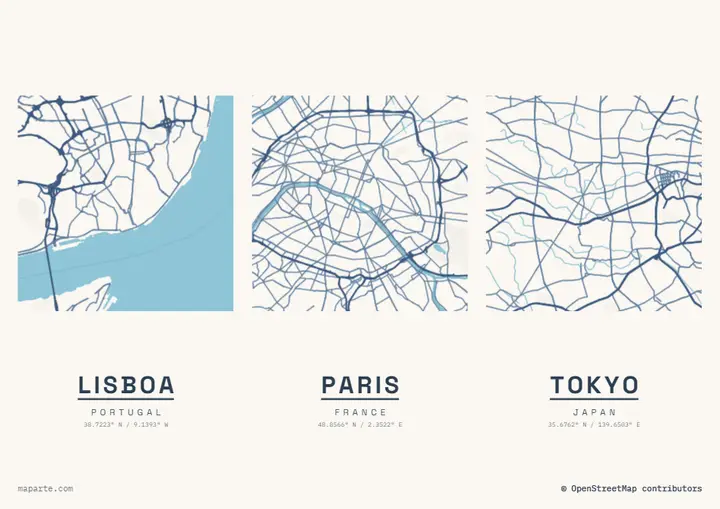 LISBOA
PORTUGAL
38.7223° N / 9.1393° W
PARIS
FRANCE
48.8566° N / 2.3522° E
TOKYO
JAPAN
35.6762° N / 139.6503° E
maparte.com
© OpenStreetMap contributors